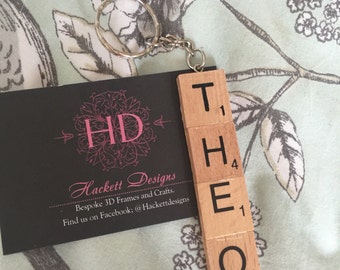 HD
Hackett Designs
Bespoke 3D Frames and Crafts.
Find us on Facebook; @Hackettdesigns
T1
H4
E1
O